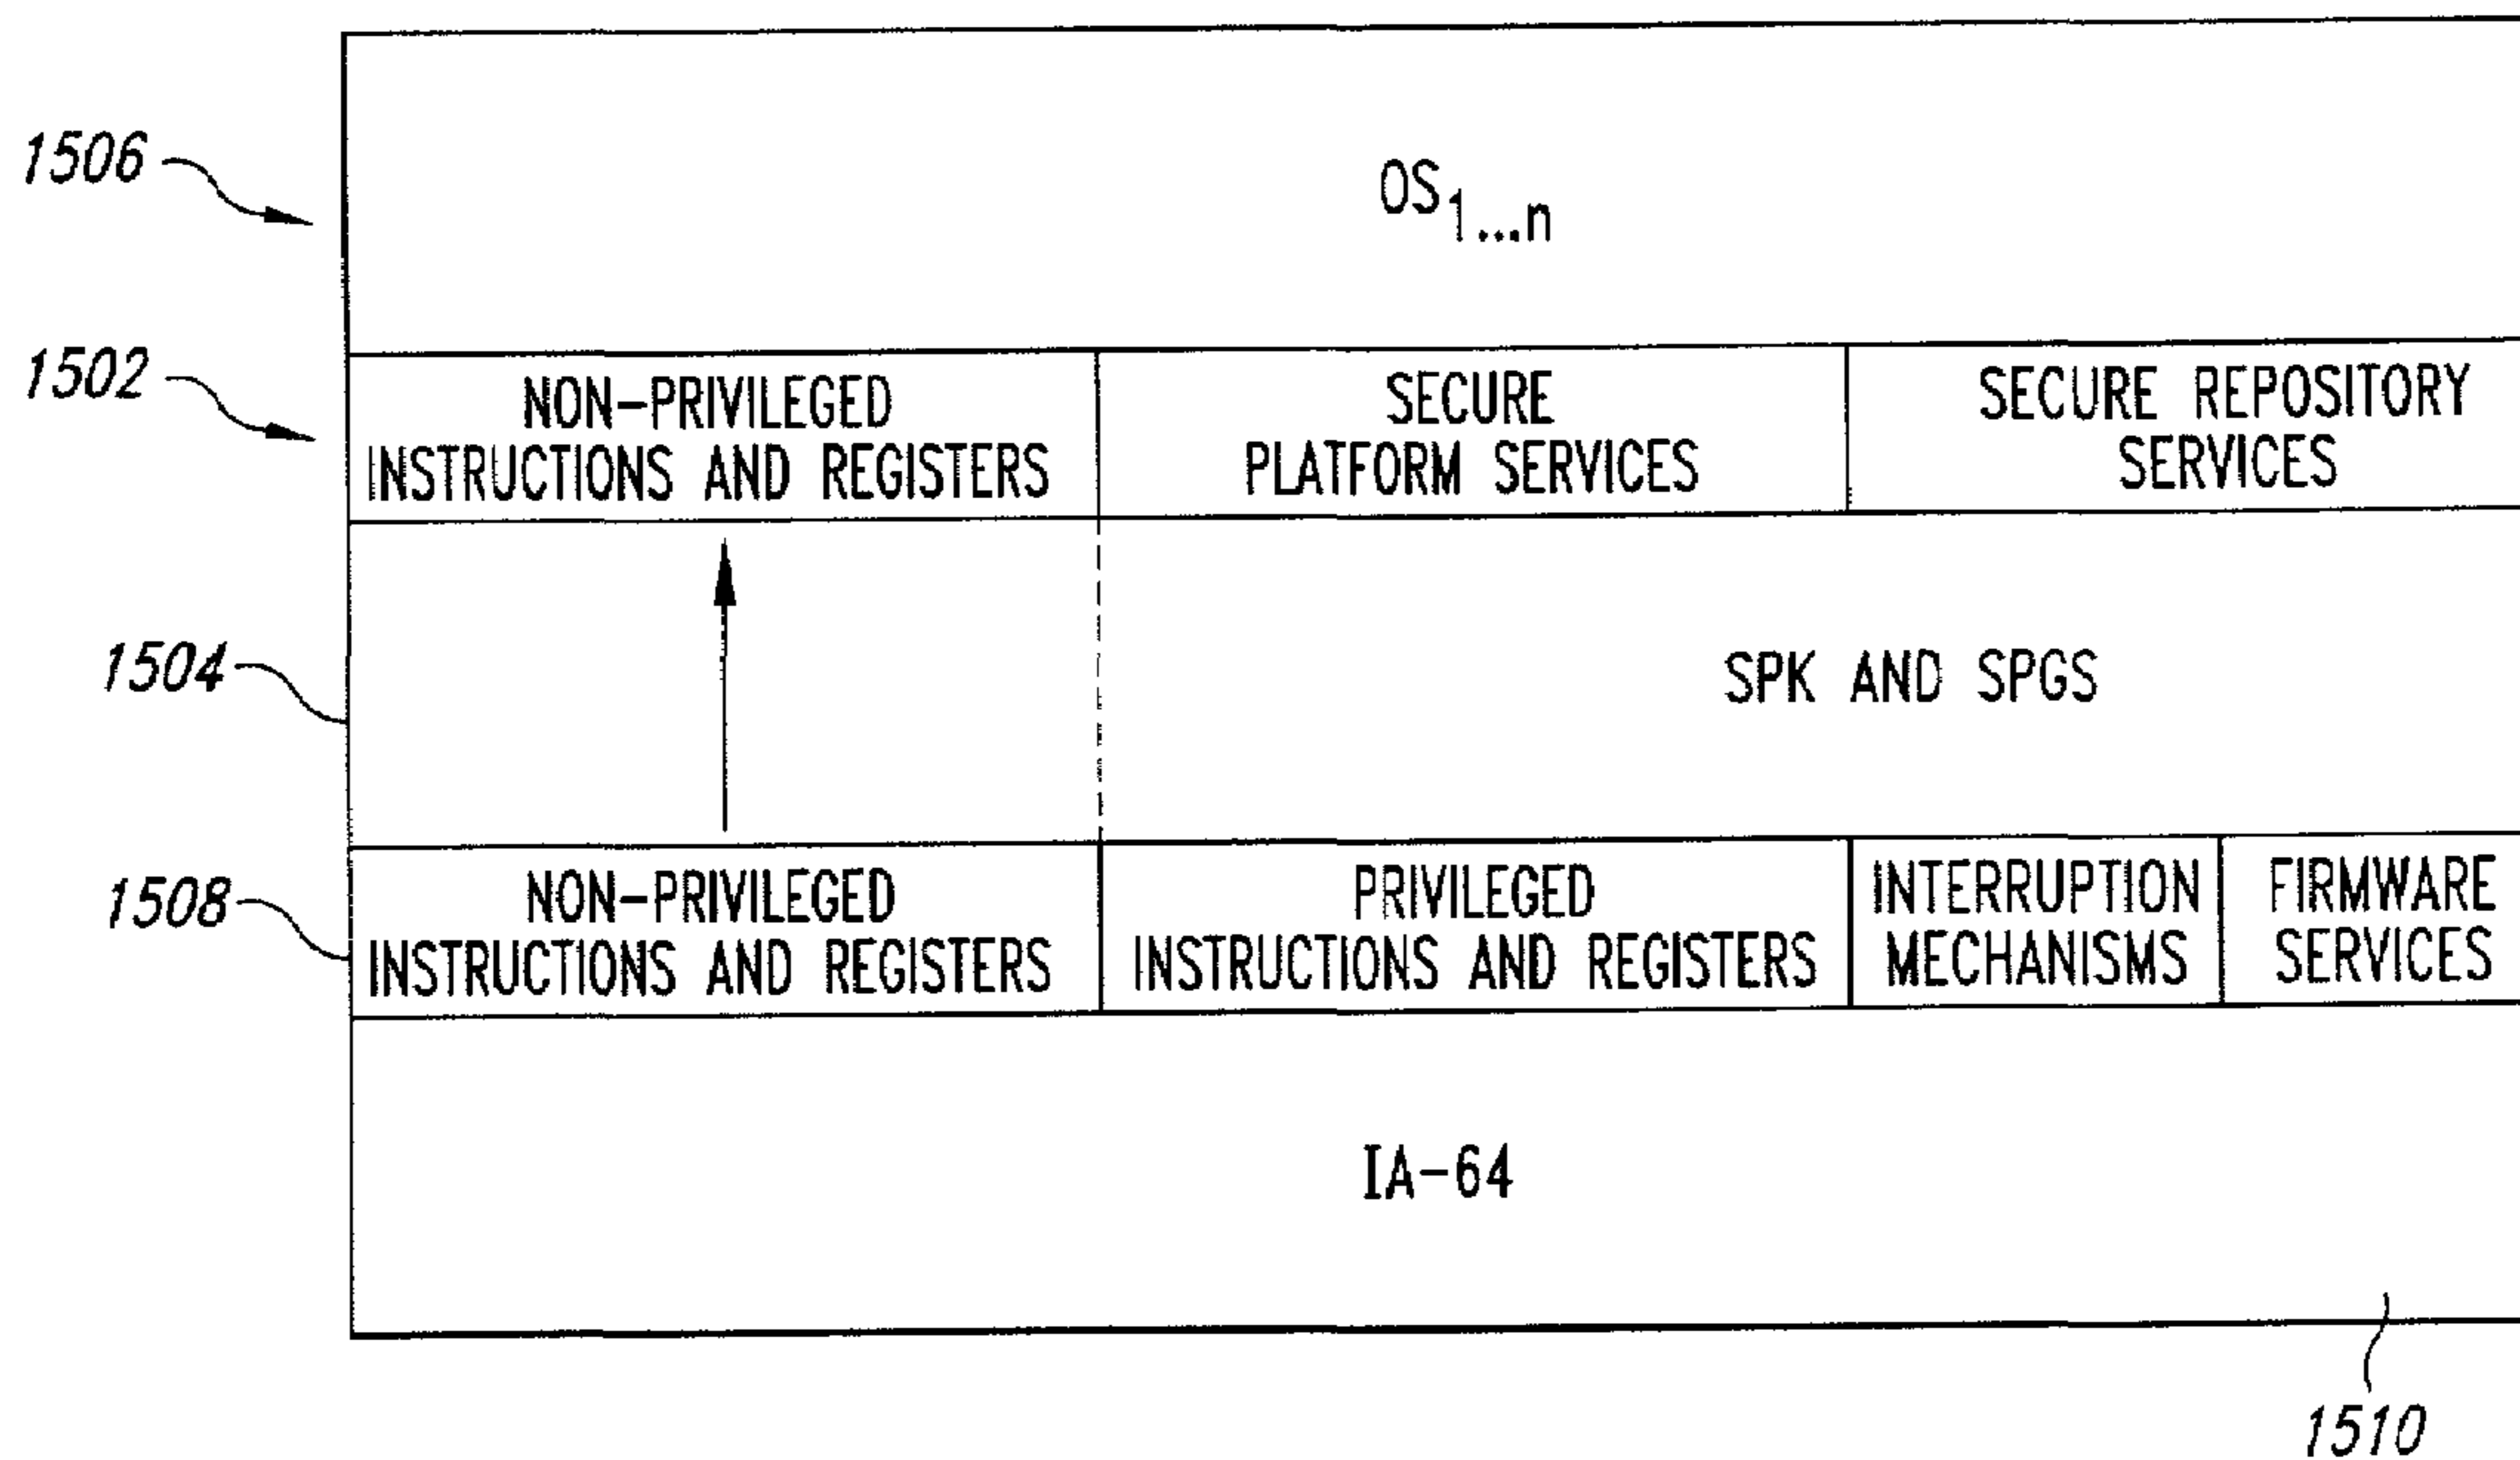 1506
OS1...n
1502
NON-PRIVILEGED
INSTRUCTIONS AND REGISTERS
SECURE
PLATFORM SERVICES
SECURE REPOSITORY
SERVICES
1504
SPK AND SPGS
1508
NON-PRIVILEGED
INSTRUCTIONS AND REGISTERS
PRIVILEGED
INSTRUCTIONS AND REGISTERS
INTERRUPTION
MECHANISMS
FIRMWARE
SERVICES
IA-64
1510